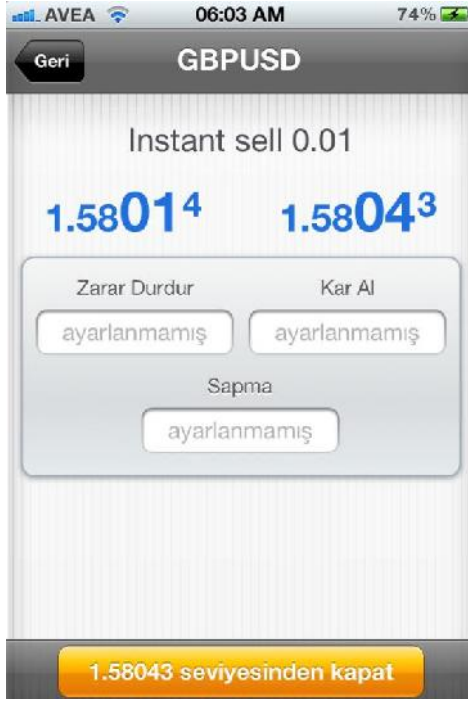 AVEA 06:03 AM 74%
Geri GBPUSD
Instant sell 0.01
1.58014 1.58043
Zarar Durdur Kar Al
ayarlanmamış ayarlanmamış
Sapma
ayarlanmamış
1.58043 seviyesinden kapat